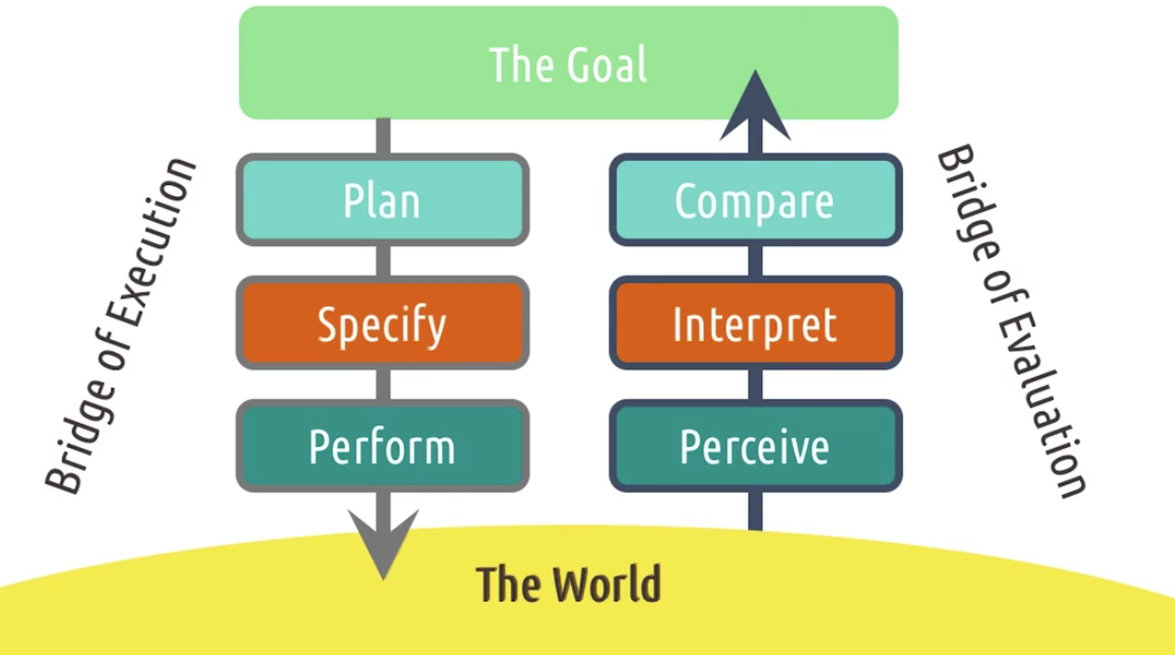 The Goal
Bridge of Execution
Plan
Compare
Bridge of Evaluation
Specify
Interpret
Perform
Perceive
The World